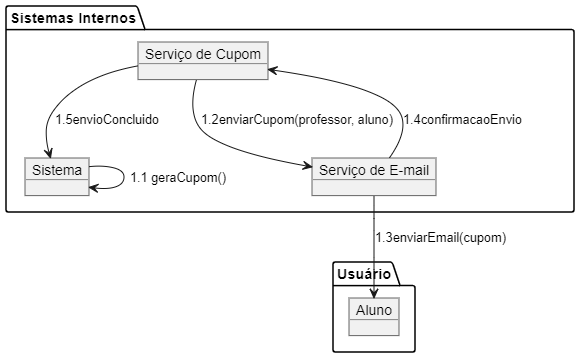 Sistemas Internos
Serviço de Cupom
1.5envioConcluido
1.2enviarCupom(professor, aluno)
1.4confirmacaoEnvio
Sistema
1.1 geraCupom()
Serviço de E-mail
1.3enviarEmail(cupom)
Usuário
Aluno